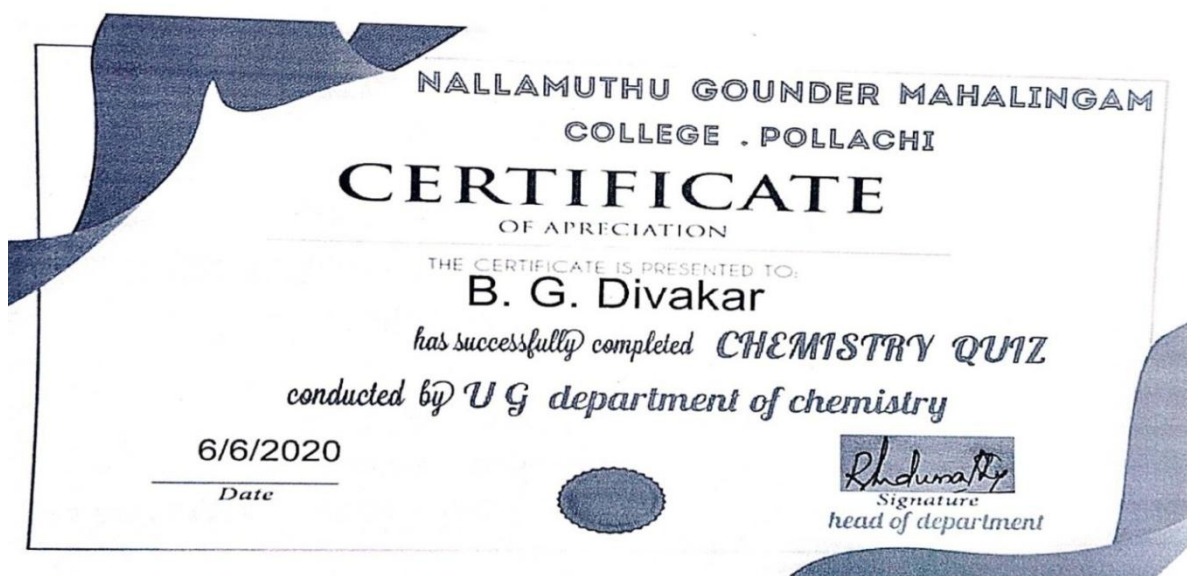 NALLAMUTHU GOUNDER MAHALINGAM
COLLEGE . POLLACHI
CERTIFICATE
OF APRECIATION
THE CERTIFICATE IS PRESENTED TO:
B. G. Divakar
has successfully completed CHEMISTRY QUIZ
conducted by U G department of chemistry
6/6/2020
Date
Signature
head of department